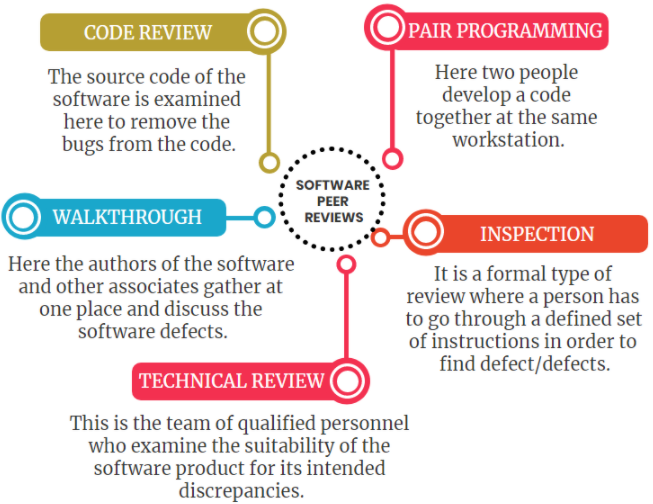 CODE REVIEW
The source code of the
software is examined
here to remove the
bugs from the code.
PAIR PROGRAMMING
Here two people
develop a code
together at the same
workstation.
SOFTWARE
PEER
REVIEWS
WALKTHROUGH
Here the authors of the software
and other associates gather at
one place and discuss the
software defects.
INSPECTION
It is a formal type of
review where a person has
to go through a defined set
of instructions in order to
find defect/defects.
TECHNICAL REVIEW
This is the team of qualified personnel
who examine the suitability of the
software product for its intended
discrepancies.